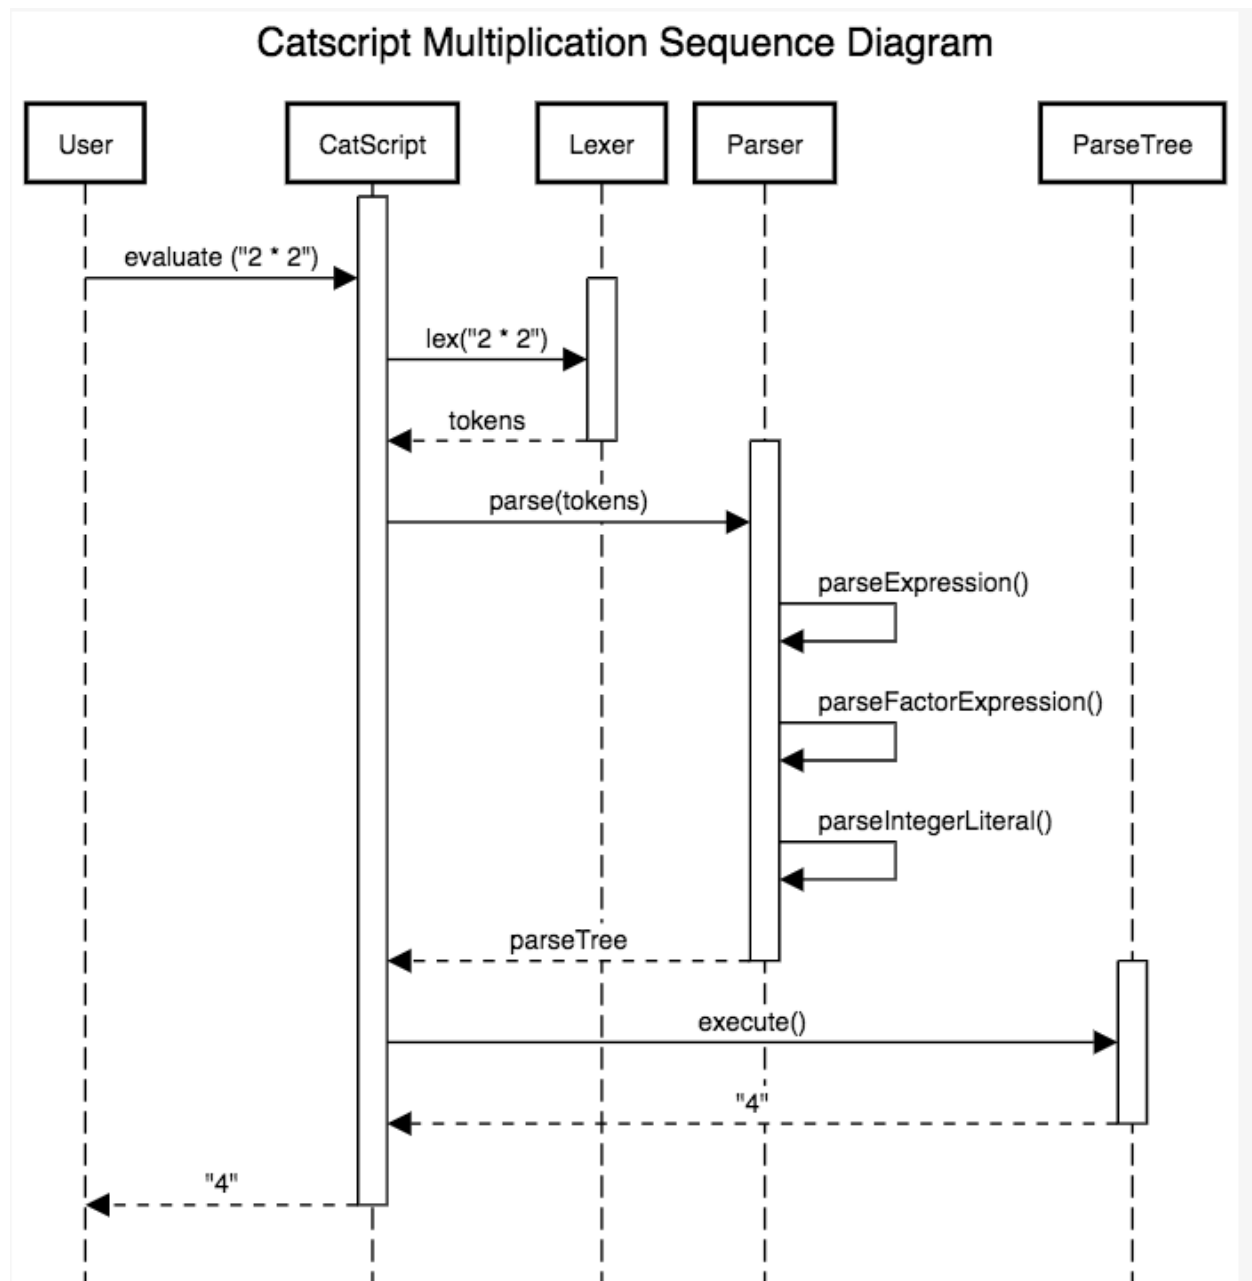 Catscript Multiplication Sequence Diagram
User
CatScript
Lexer
Parser
ParseTree
evaluate ("2 * 2")
lex("2 * 2")
tokens
parse(tokens)
parseExpression()
parseFactorExpression()
parseIntegerLiteral()
parseTree
execute()
"4"
"4"